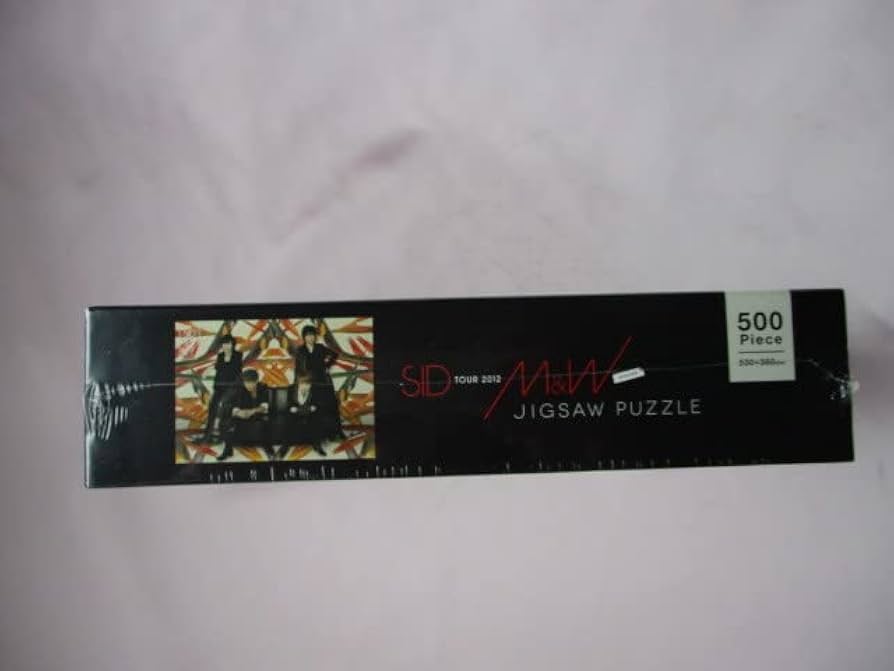 SID TOUR 2012 M&W
JIGSAW PUZZLE
500
Piece